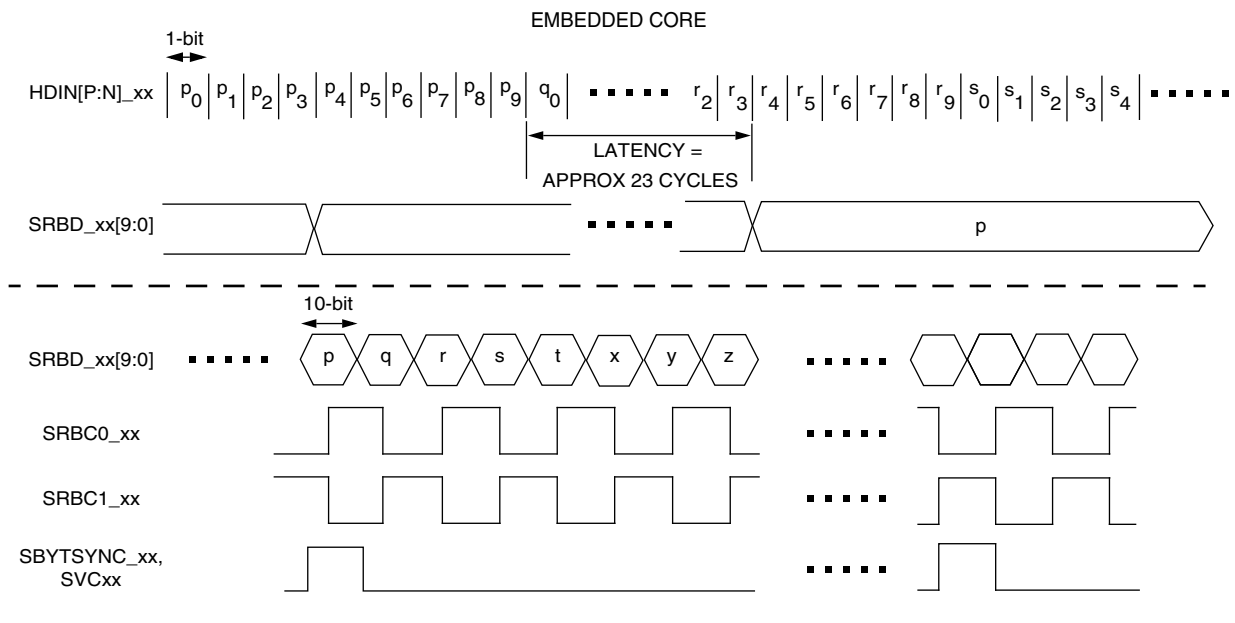 EMBEDDED CORE
1-bit
HDIN[P:N]_xx p0 p1 p2 p3 p4 p5 p6 p7 p8 p9 q0 r2 r3 r4 r5 r6 r7 r8 r9 s0 s1 s2 s3 s4
LATENCY =
APPROX 23 CYCLES
SRBD_xx[9:0] p
10-bit
SRBD_xx[9:0] p q r s t x y z
SRBC0_xx
SRBC1_xx
SBYTSYNC_xx,
SVCxx